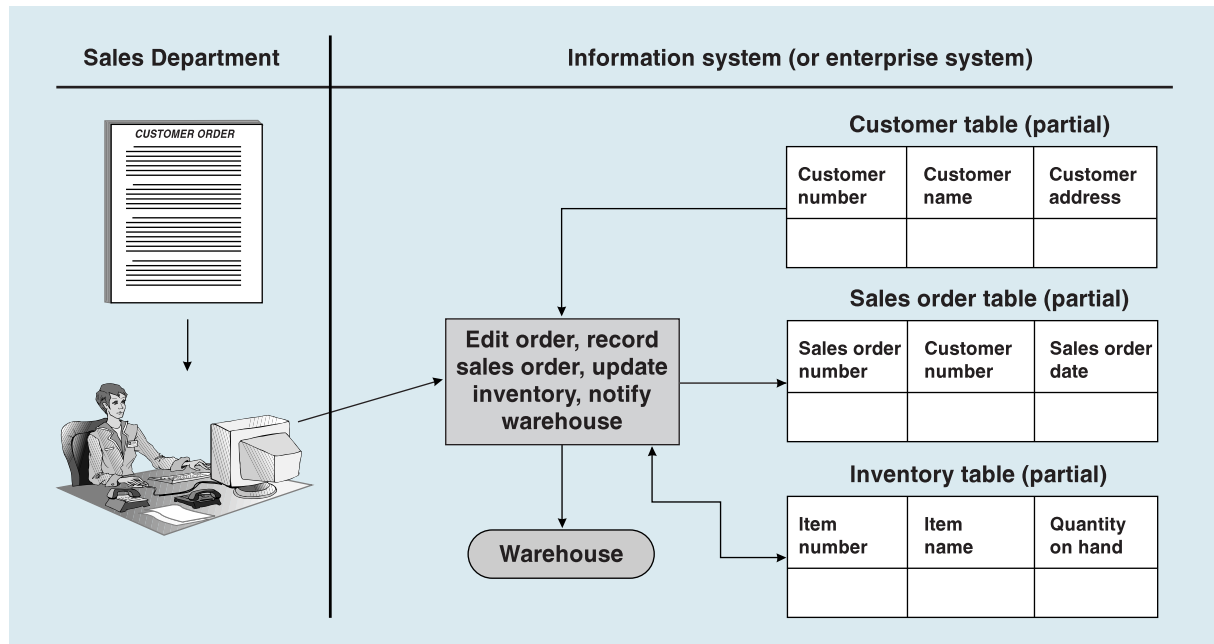 Sales Department
Information system (or enterprise system)
CUSTOMER ORDER
Customer table (partial)
Customer number
Customer name
Customer address
Edit order, record
sales order, update
inventory, notify
warehouse
Sales order table (partial)
Sales order number
Customer number
Sales order date
Inventory table (partial)
Item number
Item name
Quantity on hand
Warehouse